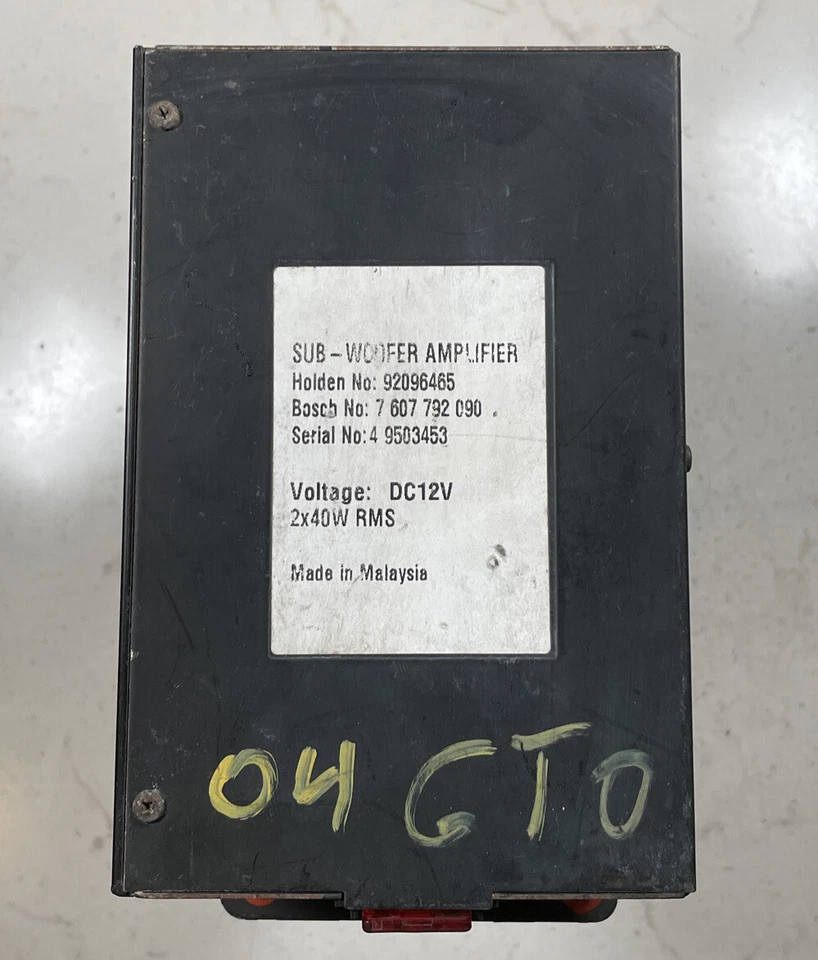 SUB - WOOFER AMPLIFIER
Holden No: 92096465
Bosch No: 7 607 792 090
Serial No: 4 9503453
Voltage: DC12V
2x40W RMS
Made in Malaysia
04 GTO